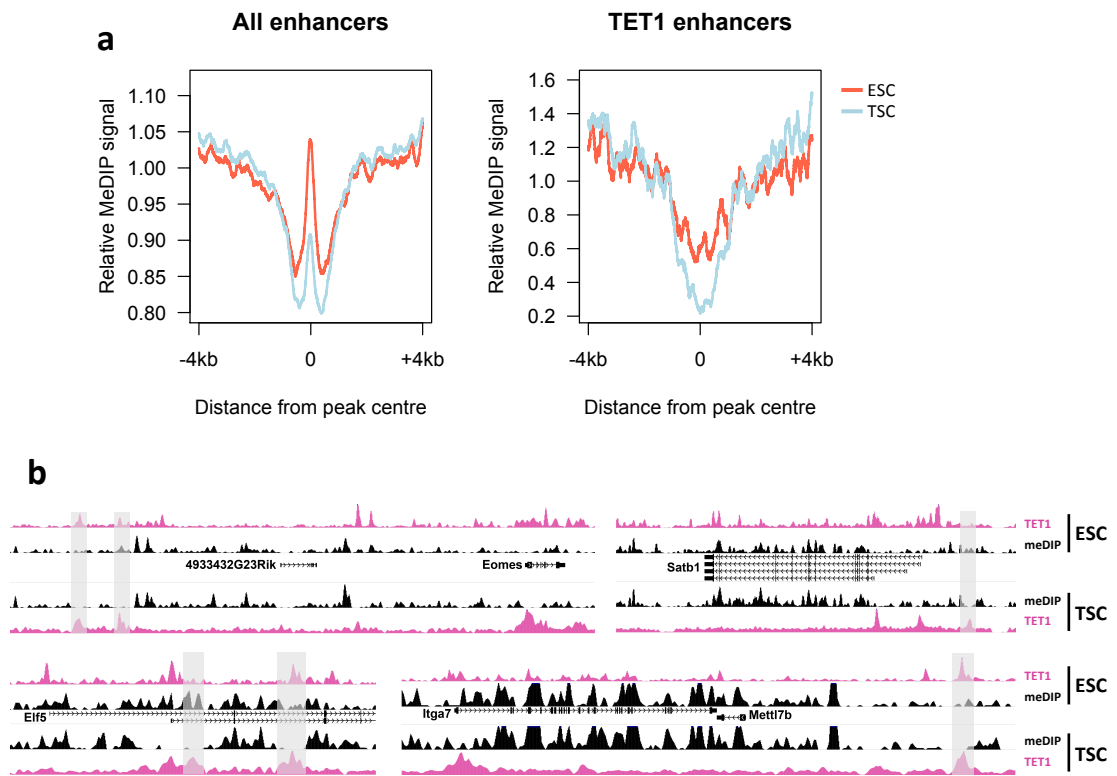 a
All enhancers
TET1 enhancers
Relative MeDIP signal
1.10
1.05
1.00
0.95
0.90
0.85
0.80
-4kb
0
+4kb
Distance from peak centre
Relative MeDIP signal
1.6
1.4
1.2
1.0
0.8
0.6
0.4
0.2
-4kb
0
+4kb
Distance from peak centre
ESC
TSC
b
TET1
meDIP
ESC
4933432G23Rik
Eomes
Satb1
meDIP
TET1
TSC
TET1
meDIP
ESC
Elf5
Itga7
Mettl7b
meDIP
TET1
TSC